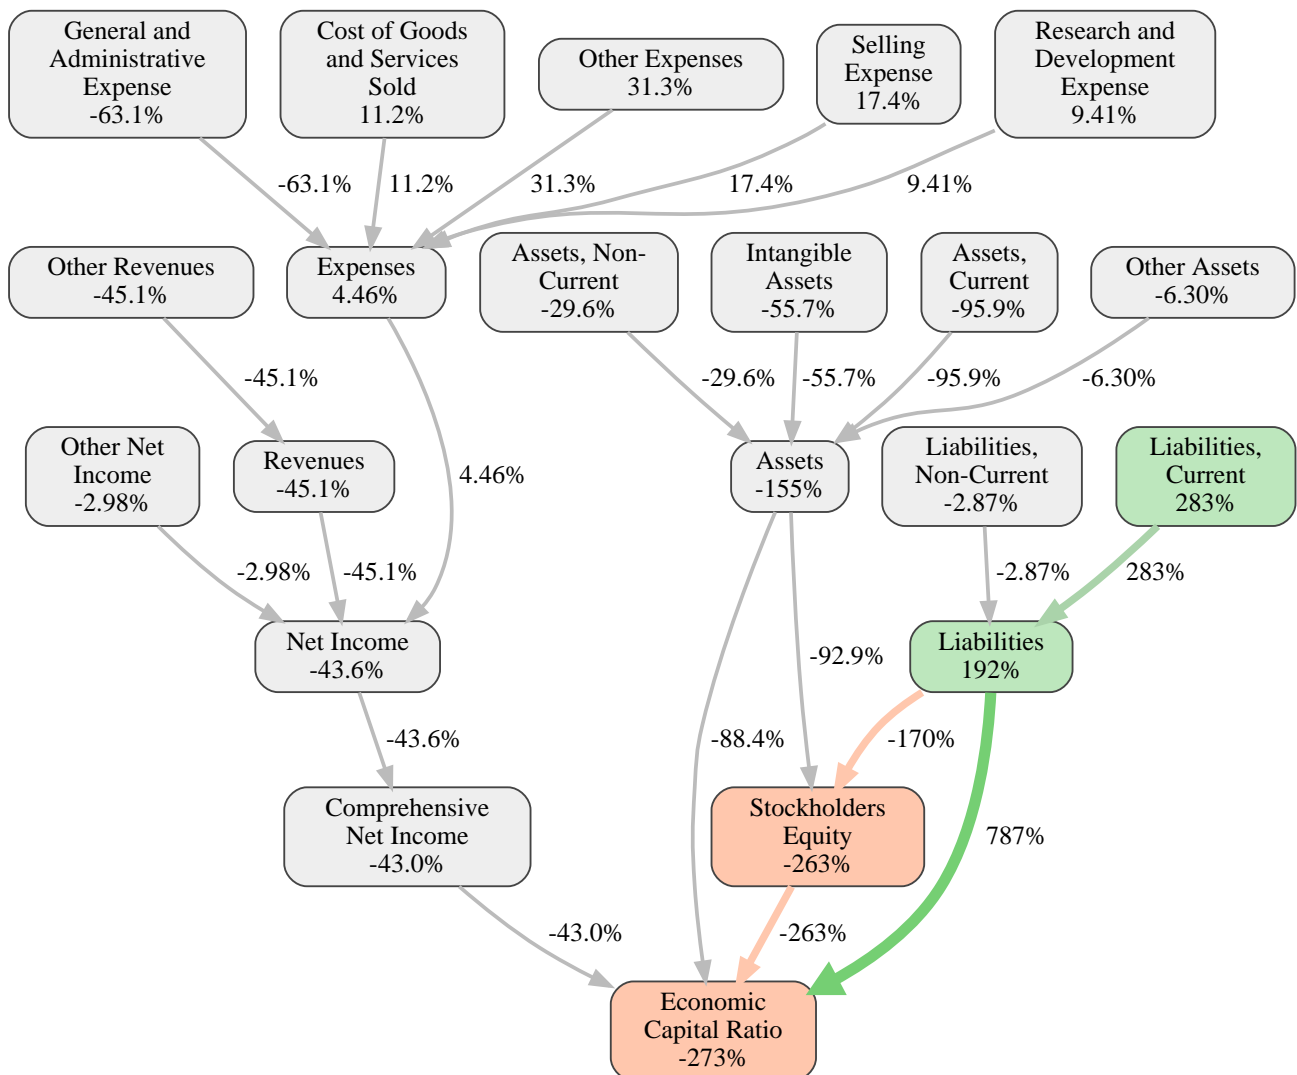 General and
Administrative
Expense
-63.1%
Cost of Goods
and Services
Sold
11.2%
Other Expenses
31.3%
Selling
Expense
17.4%
Research and
Development
Expense
9.41%
-63.1%
11.2%
31.3%
17.4%
9.41%
Other Revenues
-45.1%
Expenses
4.46%
Assets, Non-
Current
-29.6%
Intangible
Assets
-55.7%
Assets,
Current
-95.9%
Other Assets
-6.30%
-45.1%
-29.6%
-55.7%
-95.9%
-6.30%
Other Net
Income
-2.98%
Revenues
-45.1%
4.46%
Assets
-155%
Liabilities,
Non-Current
-2.87%
Liabilities,
Current
283%
-2.98%
-45.1%
-2.87%
283%
Net Income
-43.6%
-92.9%
Liabilities
192%
-43.6%
-88.4%
-170%
Comprehensive
Net Income
-43.0%
Stockholders
Equity
-263%
787%
-43.0%
-263%
Economic
Capital Ratio
-273%